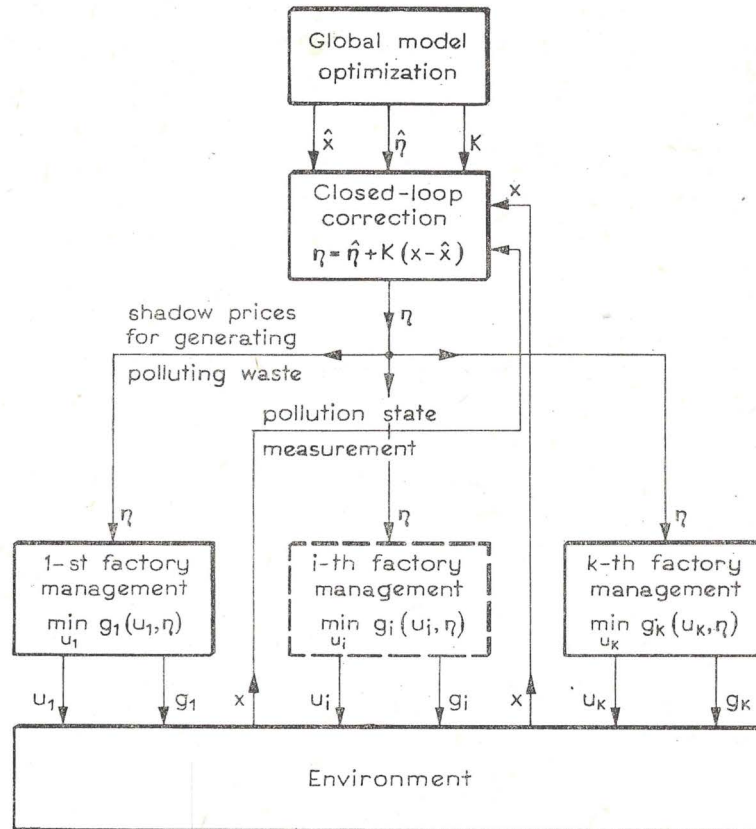 Global model
optimization
x̂
η̂
K
x
Closed-loop
correction
η = η̂ + K (x - x̂)
η
shadow prices
for generating
polluting waste
pollution state
measurement
η
η
η
1-st factory
management
min g₁(u₁,η)
u₁
i-th factory
management
min gᵢ(uᵢ,η)
uᵢ
k-th factory
management
min gₖ(uₖ,η)
uₖ
u₁
g₁
x
uᵢ
gᵢ
x
uₖ
gₖ
Environment